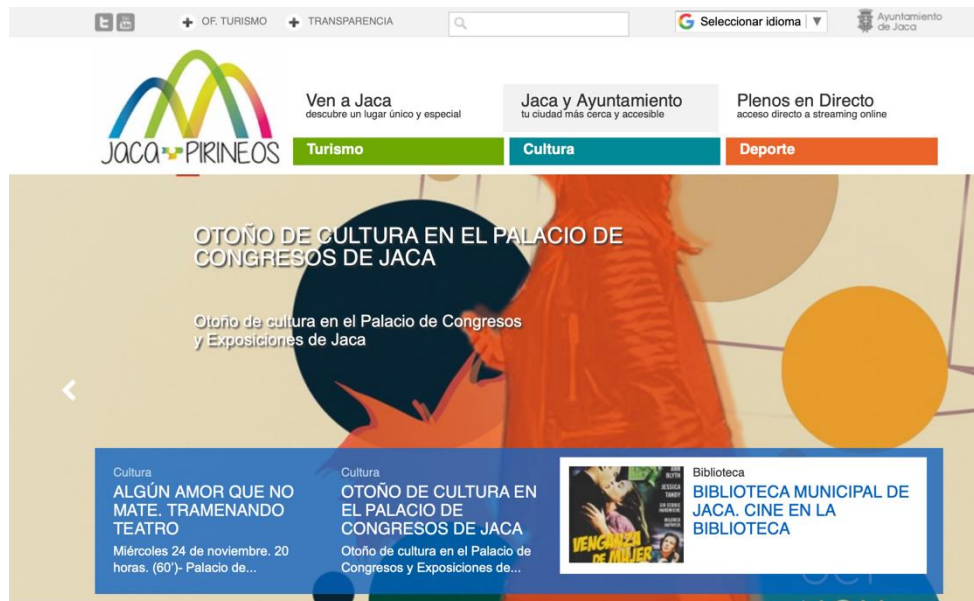 OF. TURISMO
TRANSPARENCIA
Seleccionar idioma
Ayuntamiento
de Jaca
JACA PIRINEOS
Ven a Jaca
descubre un lugar único y especial
Jaca y Ayuntamiento
tu ciudad más cerca y accesible
Plenos en Directo
acceso directo a streaming online
Turismo
Cultura
Deporte
OTOÑO DE CULTURA EN EL PALACIO DE
CONGRESOS DE JACA
Otoño de cultura en el Palacio de Congresos
y Exposiciones de Jaca
Cultura
ALGÚN AMOR QUE NO
MATE. TRAMENANDO
TEATRO
Miércoles 24 de noviembre. 20
horas. (60')- Palacio de...
Cultura
OTOÑO DE CULTURA EN
EL PALACIO DE
CONGRESOS DE JACA
Otoño de cultura en el Palacio de
Congresos y Exposiciones de...
ANN
BLYTH
JESSICA
TANDY
VENGANZA
DE MUJER
Biblioteca
BIBLIOTECA MUNICIPAL DE
JACA. CINE EN LA
BIBLIOTECA